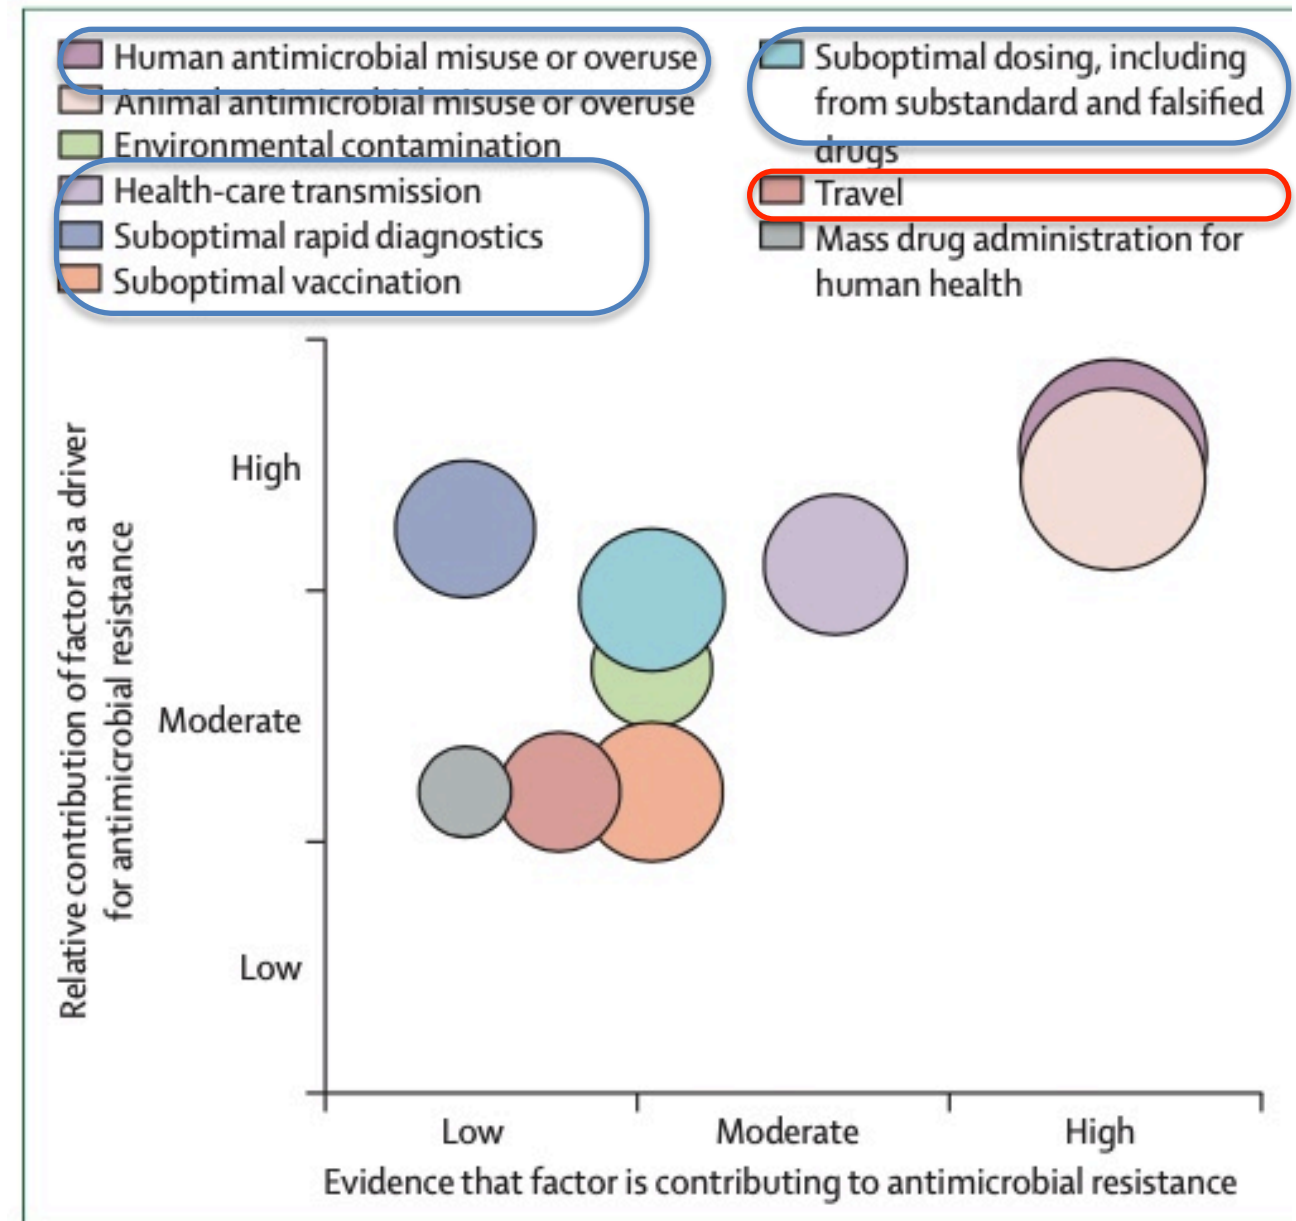 Human antimicrobial misuse or overuse
Animal antimicrobial misuse or overuse
Environmental contamination
Health-care transmission
Suboptimal rapid diagnostics
Suboptimal vaccination
Suboptimal dosing, including
from substandard and falsified
drugs
Travel
Mass drug administration for
human health
Relative contribution of factor as a driver
for antimicrobial resistance
High
Moderate
Low
Low
Moderate
High
Evidence that factor is contributing to antimicrobial resistance